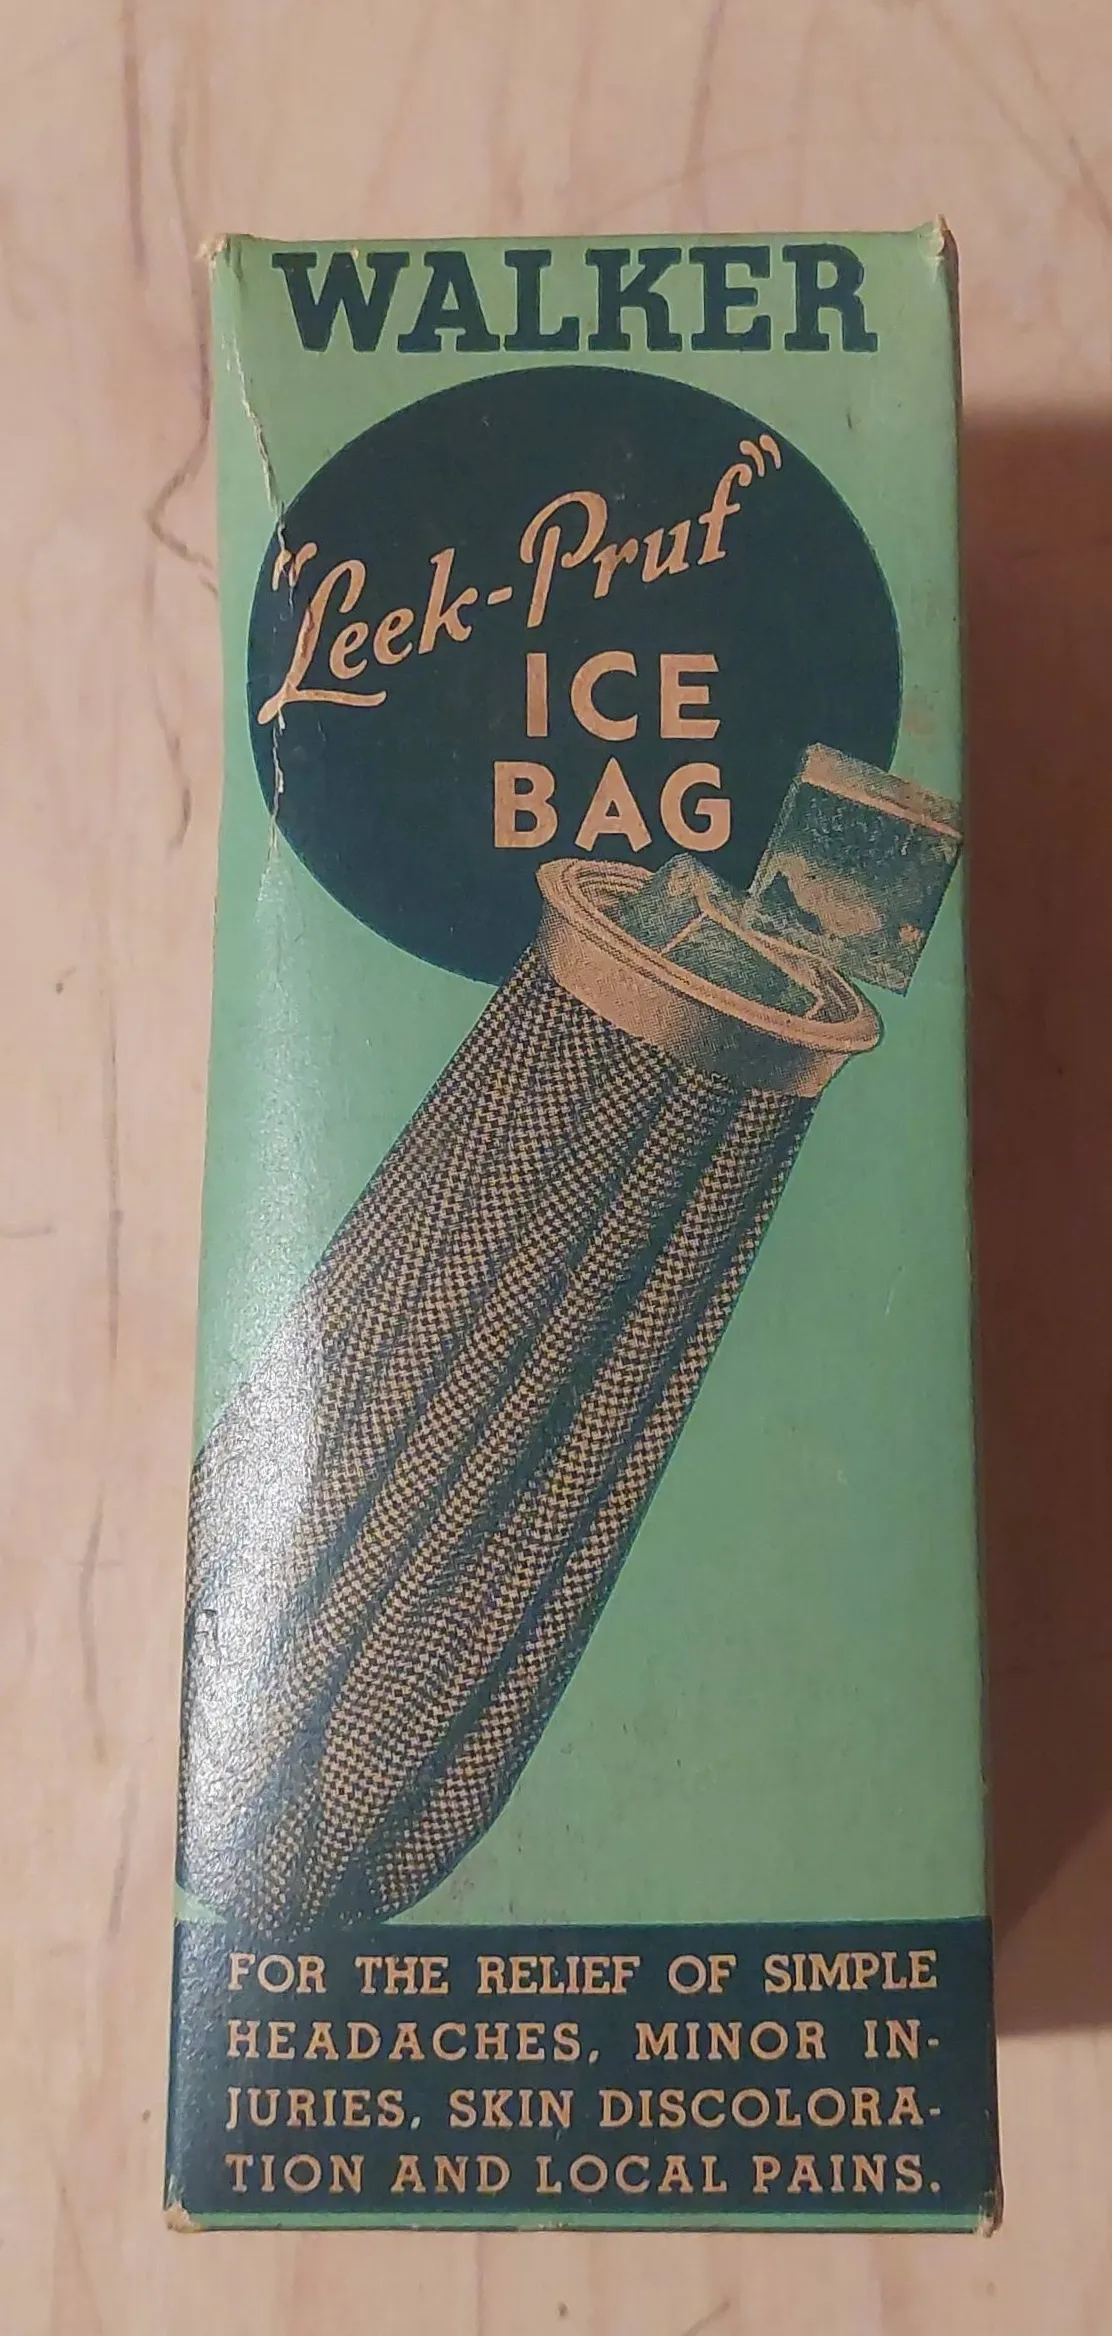 WALKER
"Leek-Pruf"
ICE
BAG
FOR THE RELIEF OF SIMPLE
HEADACHES, MINOR IN-
JURIES, SKIN DISCOLORA-
TION AND LOCAL PAINS.